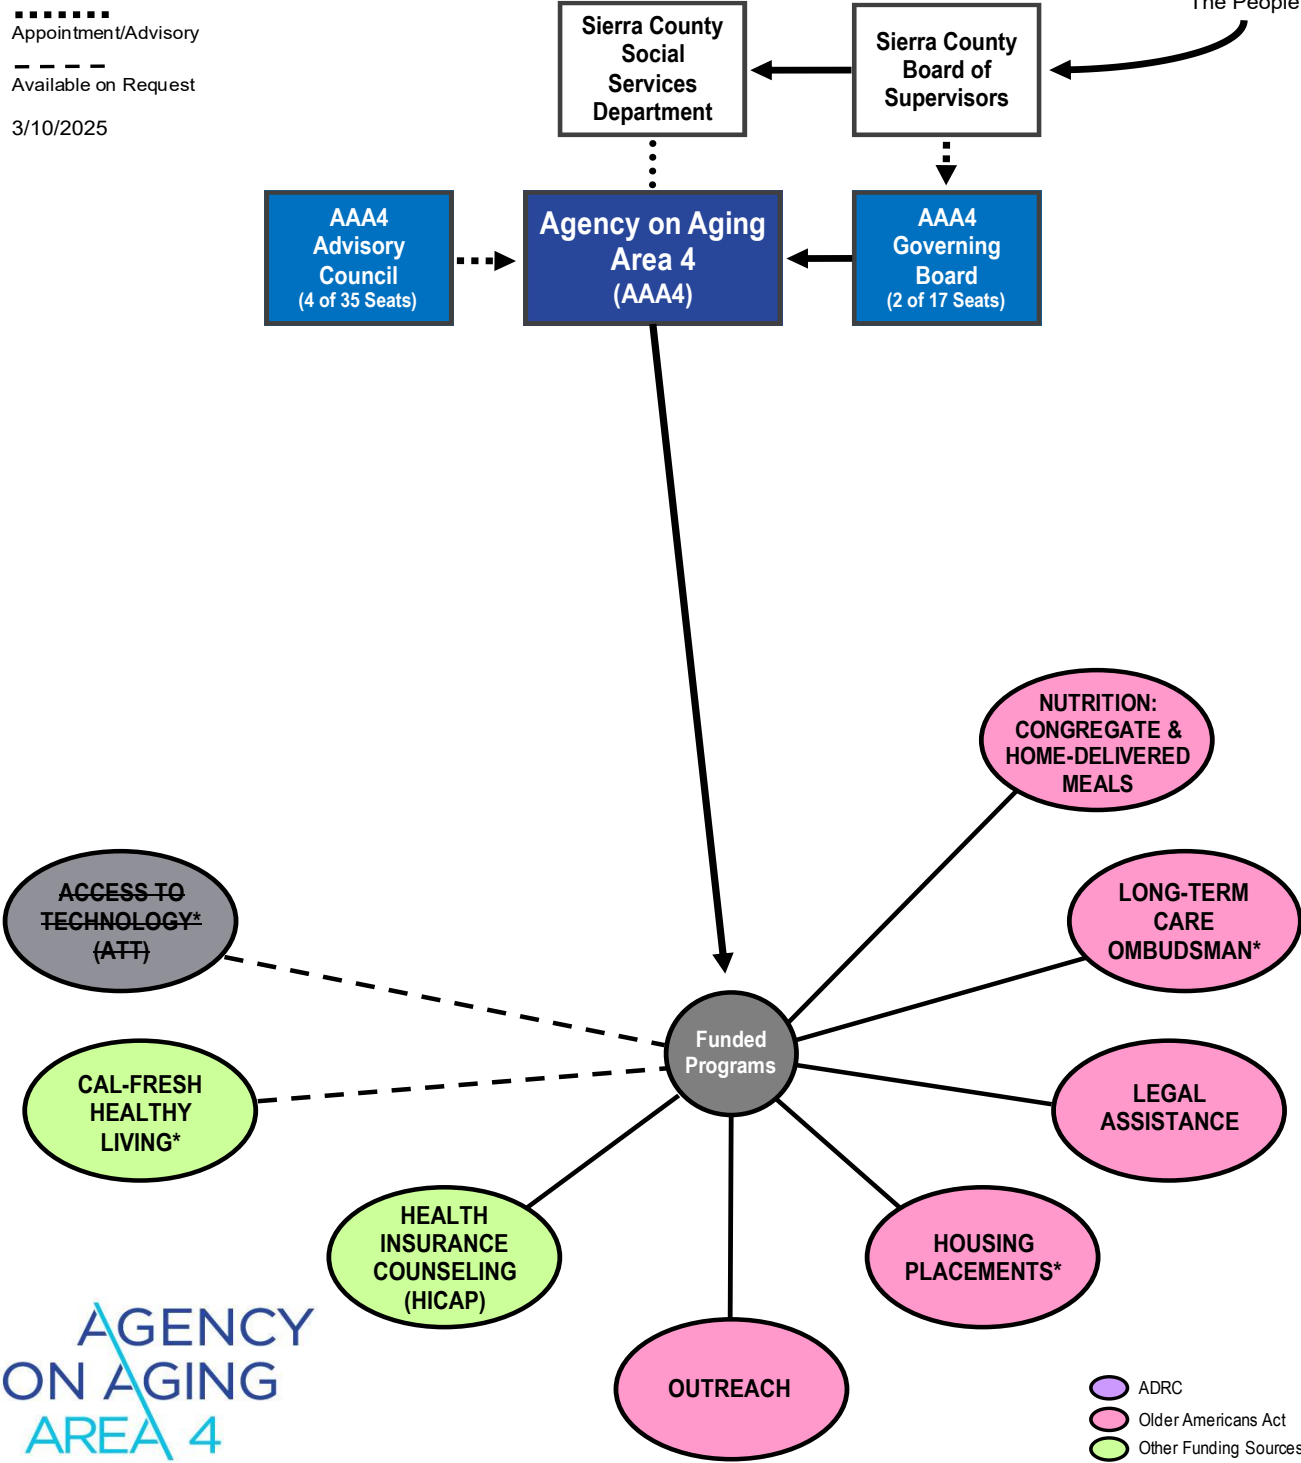 The People
Appointment/Advisory
Available on Request
3/10/2025
Sierra County
Social
Services
Department
Sierra County
Board of
Supervisors
AAA4
Advisory
Council
(4 of 35 Seats)
Agency on Aging
Area 4
(AAA4)
AAA4
Governing
Board
(2 of 17 Seats)
NUTRITION:
CONGREGATE &
HOME-DELIVERED
MEALS
ACCESS TO
TECHNOLOGY*
(ATT)
LONG-TERM
CARE
OMBUDSMAN*
Funded
Programs
CAL-FRESH
HEALTHY
LIVING*
LEGAL
ASSISTANCE
HEALTH
INSURANCE
COUNSELING
(HICAP)
HOUSING
PLACEMENTS*
OUTREACH
AGENCY
ON AGING
AREA 4
ADRC
Older Americans Act
Other Funding Sources